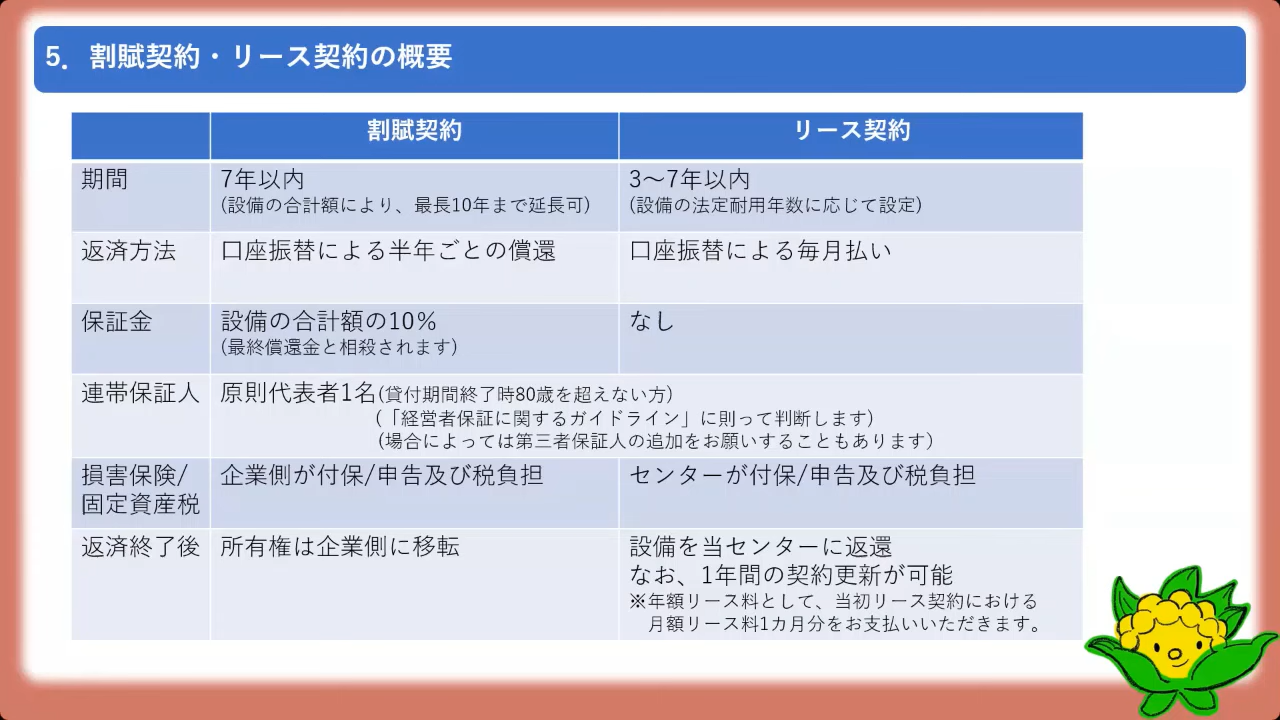 5．割賦契約・リース契約の概要
割賦契約
リース契約
期間
7年以内
(設備の合計額により、最長10年まで延長可)
3～7年以内
(設備の法定耐用年数に応じて設定)
返済方法
口座振替による半年ごとの償還
口座振替による毎月払い
保証金
設備の合計額の10％
(最終償還金と相殺されます)
なし
連帯保証人
原則代表者1名(貸付期間終了時80歳を超えない方)
(「経営者保証に関するガイドライン」に則って判断します)
(場合によっては第三者保証人の追加をお願いすることもあります)
損害保険/
固定資産税
企業側が付保/申告及び税負担
センターが付保/申告及び税負担
返済終了後
所有権は企業側に移転
設備を当センターに返還
なお、1年間の契約更新が可能
※年額リース料として、当初リース契約における
月額リース料1カ月分をお支払いいただきます。